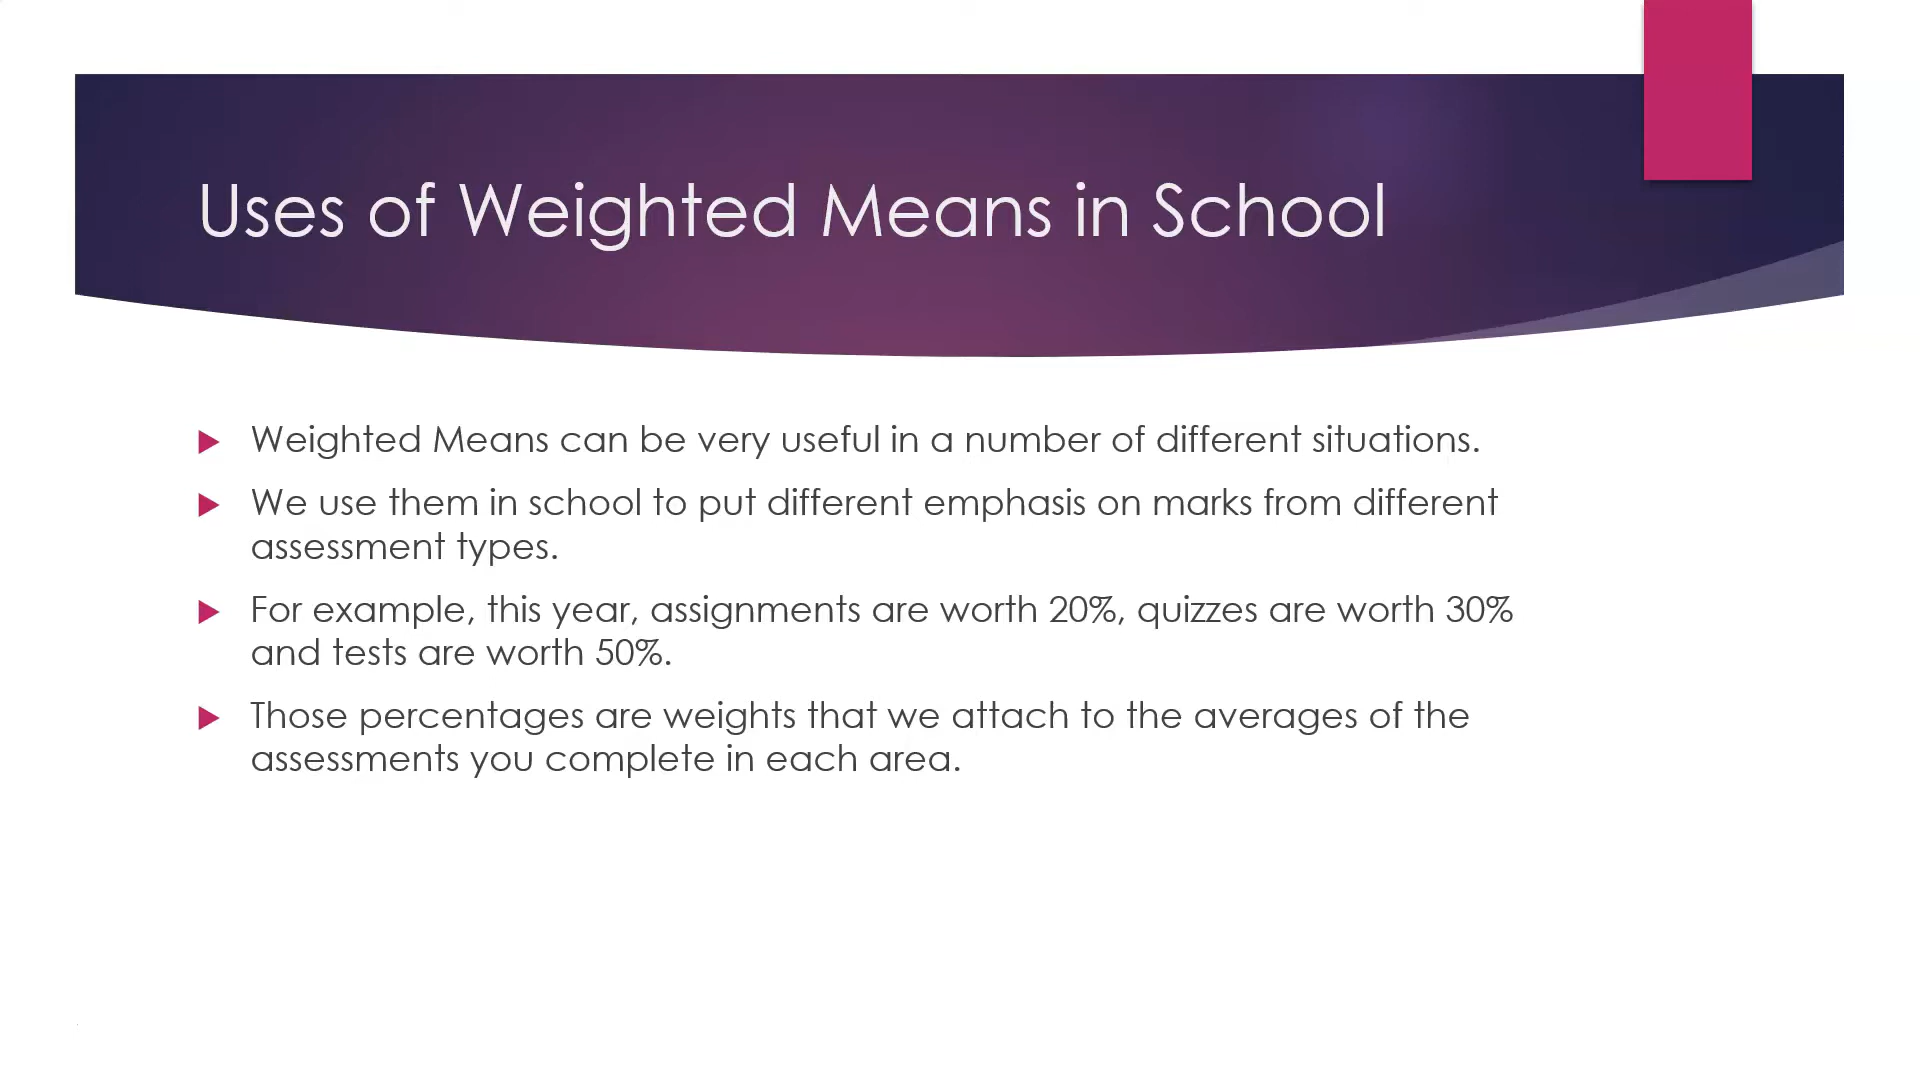 Uses of Weighted Means in School
Weighted Means can be very useful in a number of different situations.
We use them in school to put different emphasis on marks from different
assessment types.
For example, this year, assignments are worth 20%, quizzes are worth 30%
and tests are worth 50%.
Those percentages are weights that we attach to the averages of the
assessments you complete in each area.